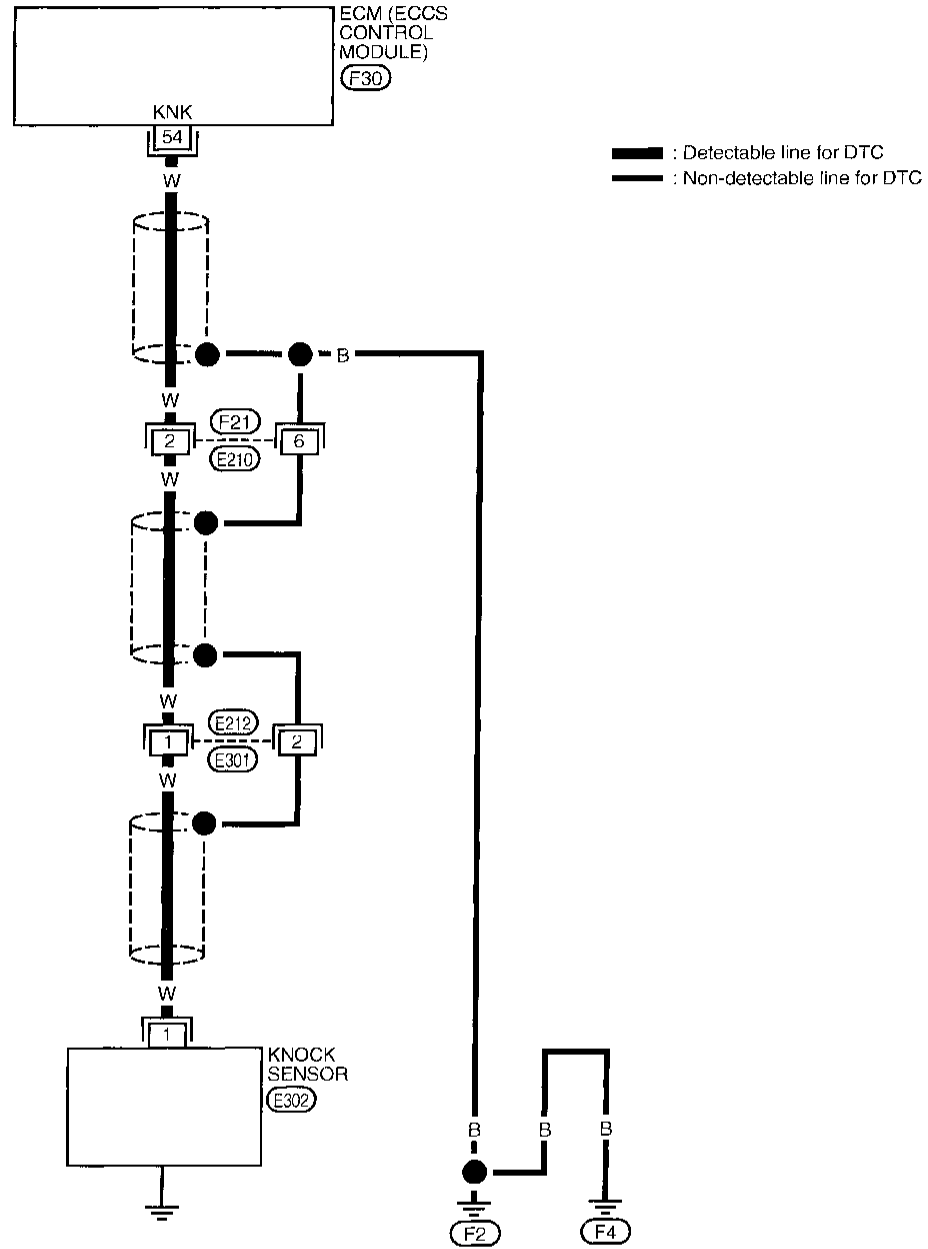 ECM (ECCS
CONTROL
MODULE)
F30
KNK
54
: Detectable line for DTC
: Non-detectable line for DTC
W
B
W
F21
2
6
E210
W
W
E212
1
2
E301
W
W
1
KNOCK
SENSOR
E302
B
B
B
F2
F4